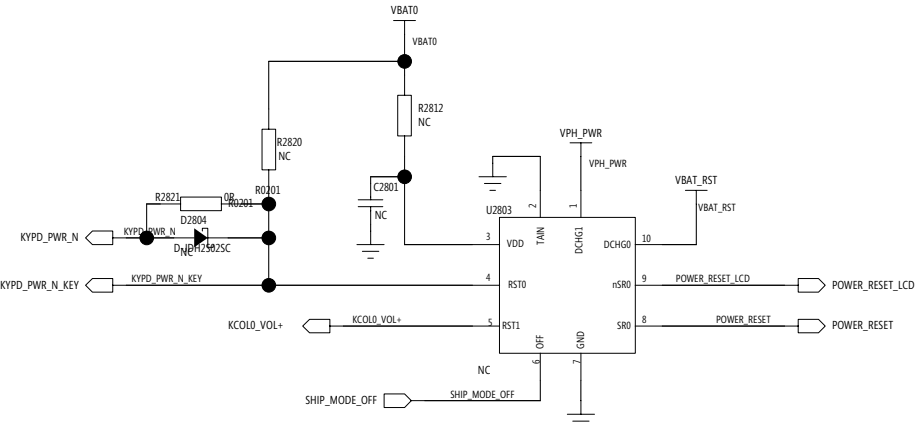 VBAT0
VBAT0
R2812
NC
VPH_PWR
R2820
NC
VPH_PWR
VBAT_RST
R0201
C2801
R2821
0R
R0201
VBAT_RST
U2803
2
1
NC
D2804
KYPD_PWR_N
KYPD_PWR_N
TAIN
DCHG1
3
VDD
DCHG0
10
NC
KYPD_PWR_N_KEY
KYPD_PWR_N_KEY
4
RST0
nSR0
9
POWER_RESET_LCD
POWER_RESET_LCD
KCOL0_VOL+
KCOL0_VOL+
5
RST1
OFF
GND
SR0
8
POWER_RESET
POWER_RESET
6
7
NC
SHIP_MODE_OFF
SHIP_MODE_OFF